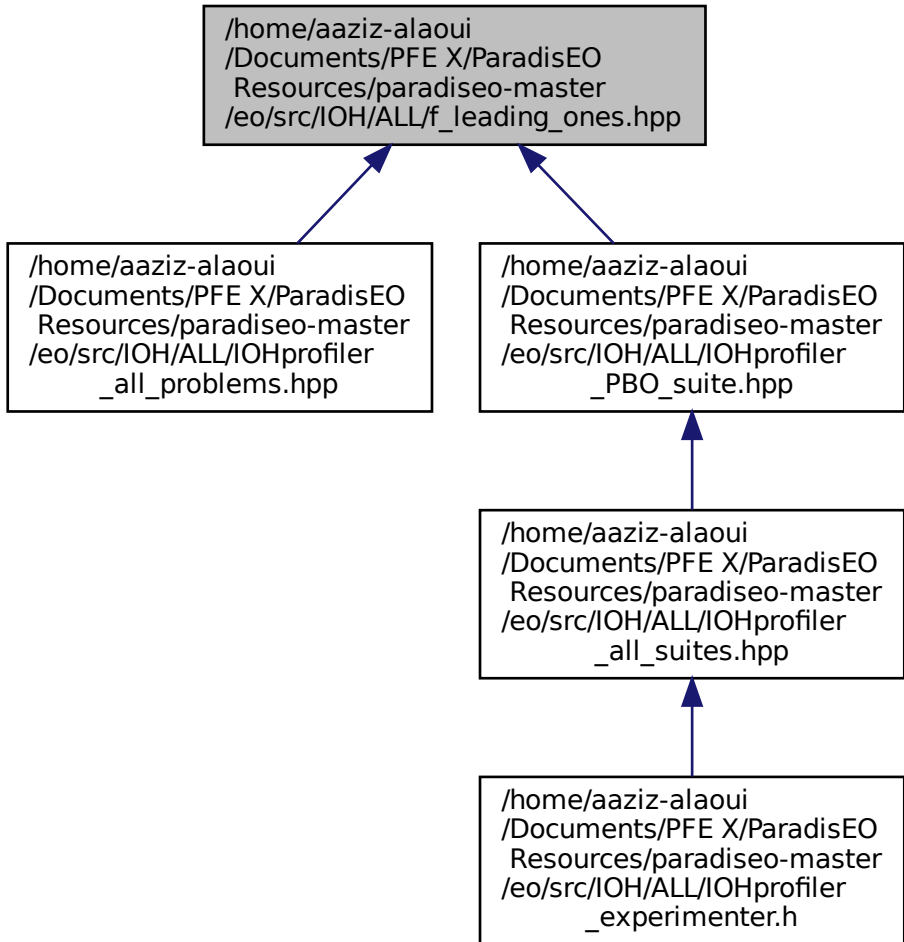 /home/aaziz-alaoui
/Documents/PFE X/ParadisEO
Resources/paradiseo-master
/eo/src/IOH/ALL/f_leading_ones.hpp
/home/aaziz-alaoui
/Documents/PFE X/ParadisEO
Resources/paradiseo-master
/eo/src/IOH/ALL/IOHprofiler
_all_problems.hpp
/home/aaziz-alaoui
/Documents/PFE X/ParadisEO
Resources/paradiseo-master
/eo/src/IOH/ALL/IOHprofiler
_PBO_suite.hpp
/home/aaziz-alaoui
/Documents/PFE X/ParadisEO
Resources/paradiseo-master
/eo/src/IOH/ALL/IOHprofiler
_all_suites.hpp
/home/aaziz-alaoui
/Documents/PFE X/ParadisEO
Resources/paradiseo-master
/eo/src/IOH/ALL/IOHprofiler
_experimenter.h